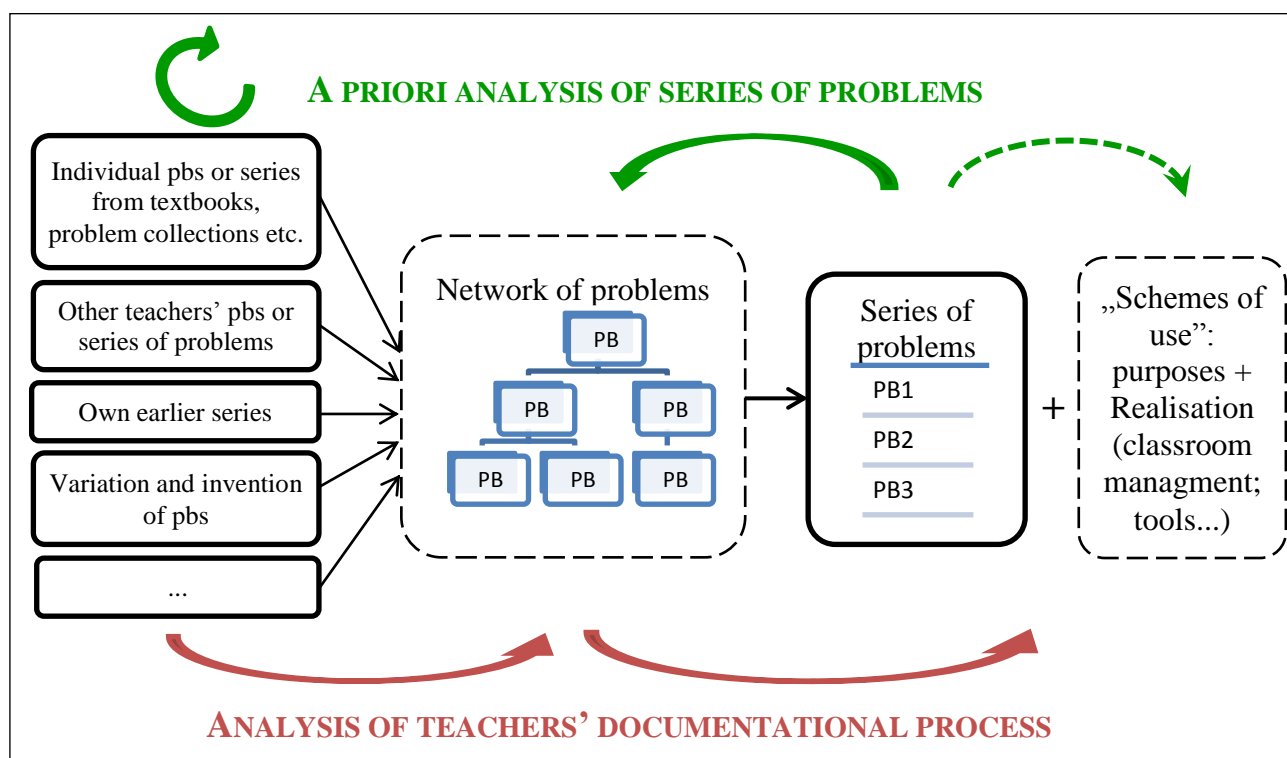 A PRIORI ANALYSIS OF SERIES OF PROBLEMS
Individual pbs or series
from textbooks,
problem collections etc.
Other teachers’ pbs or
series of problems
Own earlier series
Variation and invention
of pbs
...
Network of problems
PB
PB
PB
PB
PB
PB
Series of
problems
PB1
PB2
PB3
+
„Schemes of
use”:
purposes +
Realisation
(classroom
managment;
tools...)
ANALYSIS OF TEACHERS’ DOCUMENTATIONAL PROCESS